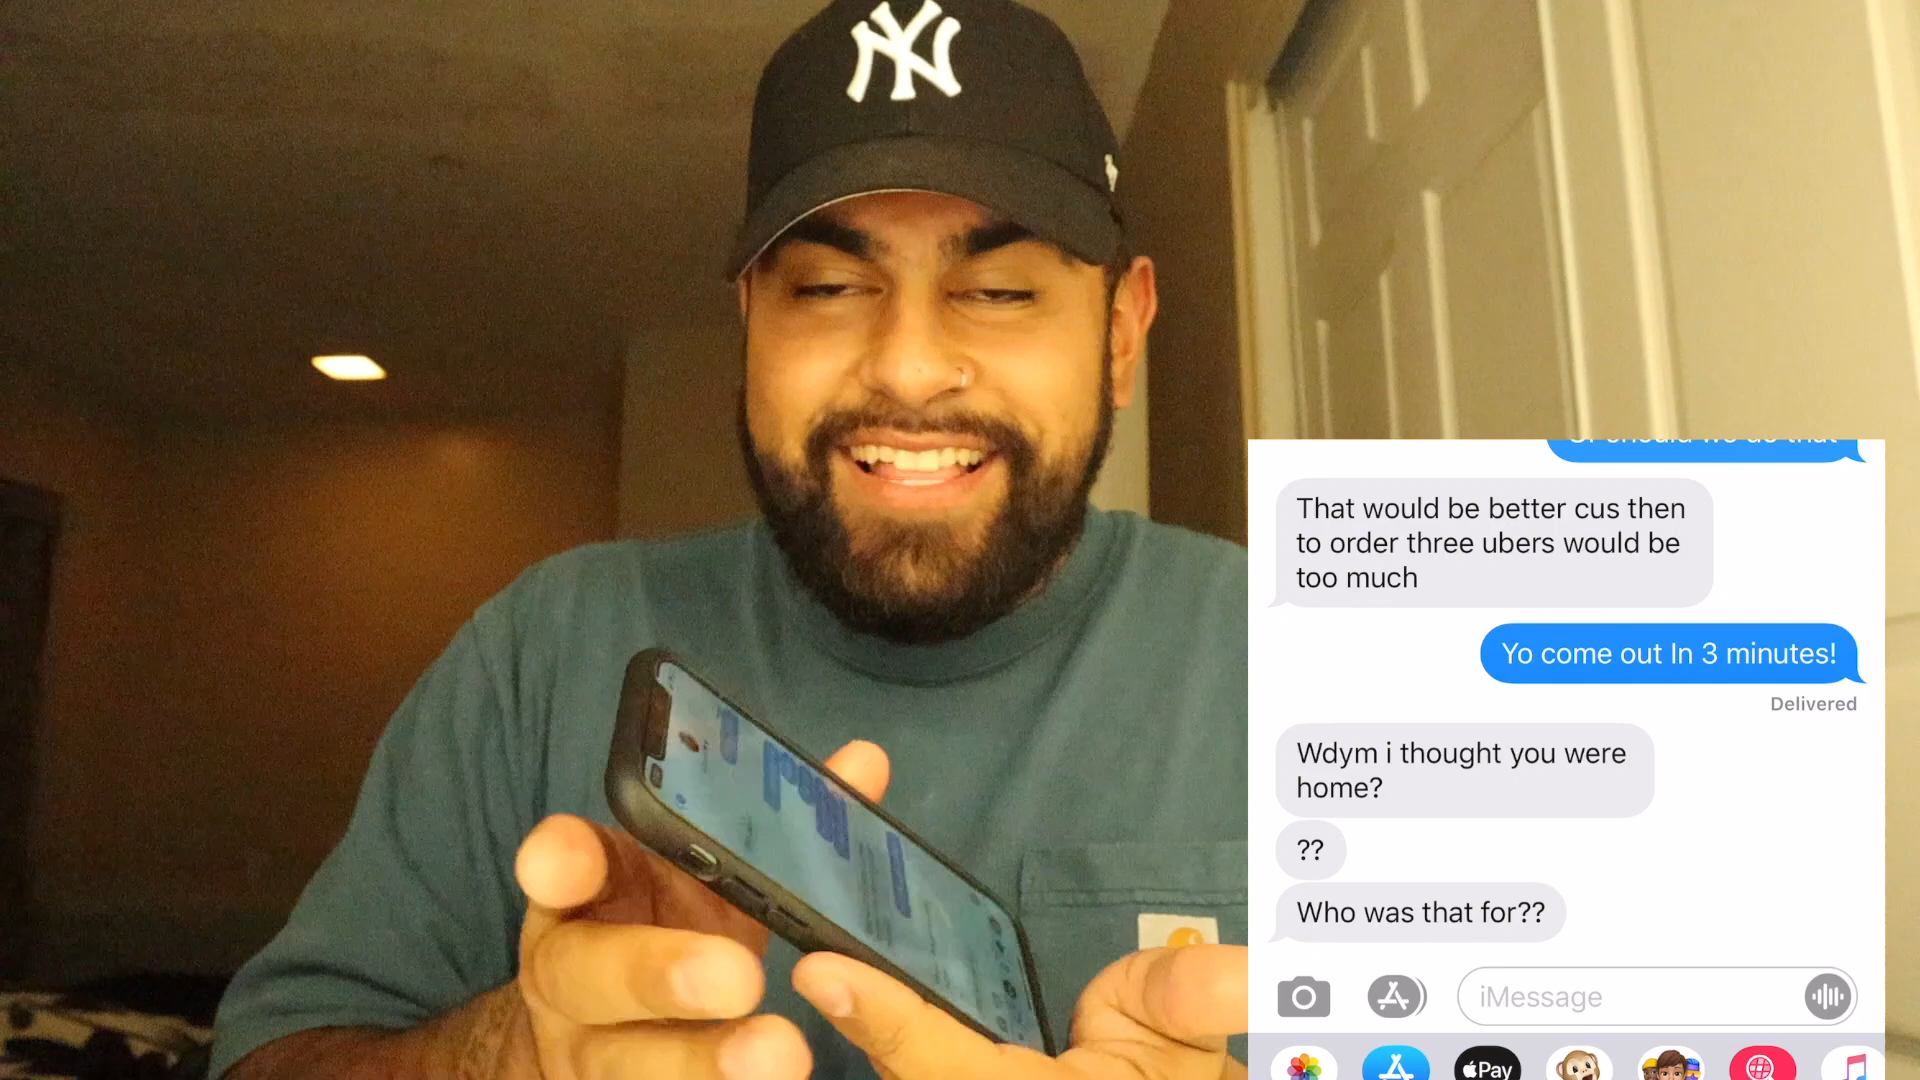 NY
That would be better cus then
to order three ubers would be
too much
Yo come out In 3 minutes!
Delivered
Wdym i thought you were
home?
??
Who was that for??
iMessage
Pay